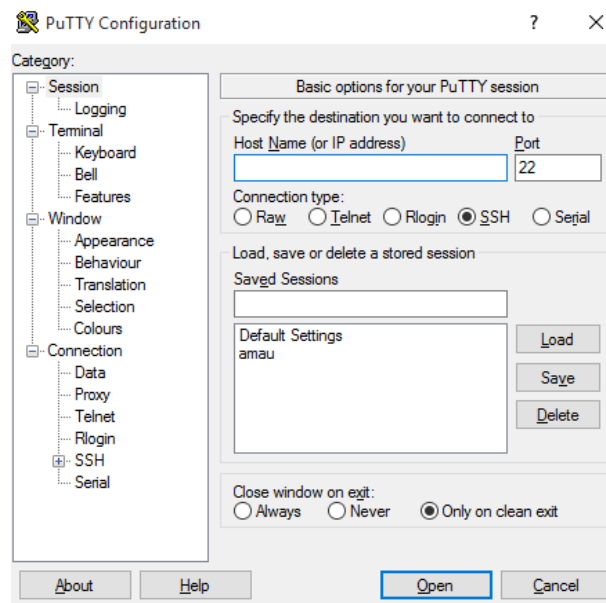 PuTTY Configuration ? ×
Category:
Session
Logging
Terminal
Keyboard
Bell
Features
Window
Appearance
Behaviour
Translation
Selection
Colours
Connection
Data
Proxy
Telnet
Rlogin
SSH
Serial
Basic options for your PuTTY session
Specify the destination you want to connect to
Host Name (or IP address) Port
22
Connection type:
Raw Telnet Rlogin SSH Serial
Load, save or delete a stored session
Saved Sessions
Default Settings
amau
Load
Save
Delete
Close window on exit:
Always Never Only on clean exit
About Help Open Cancel